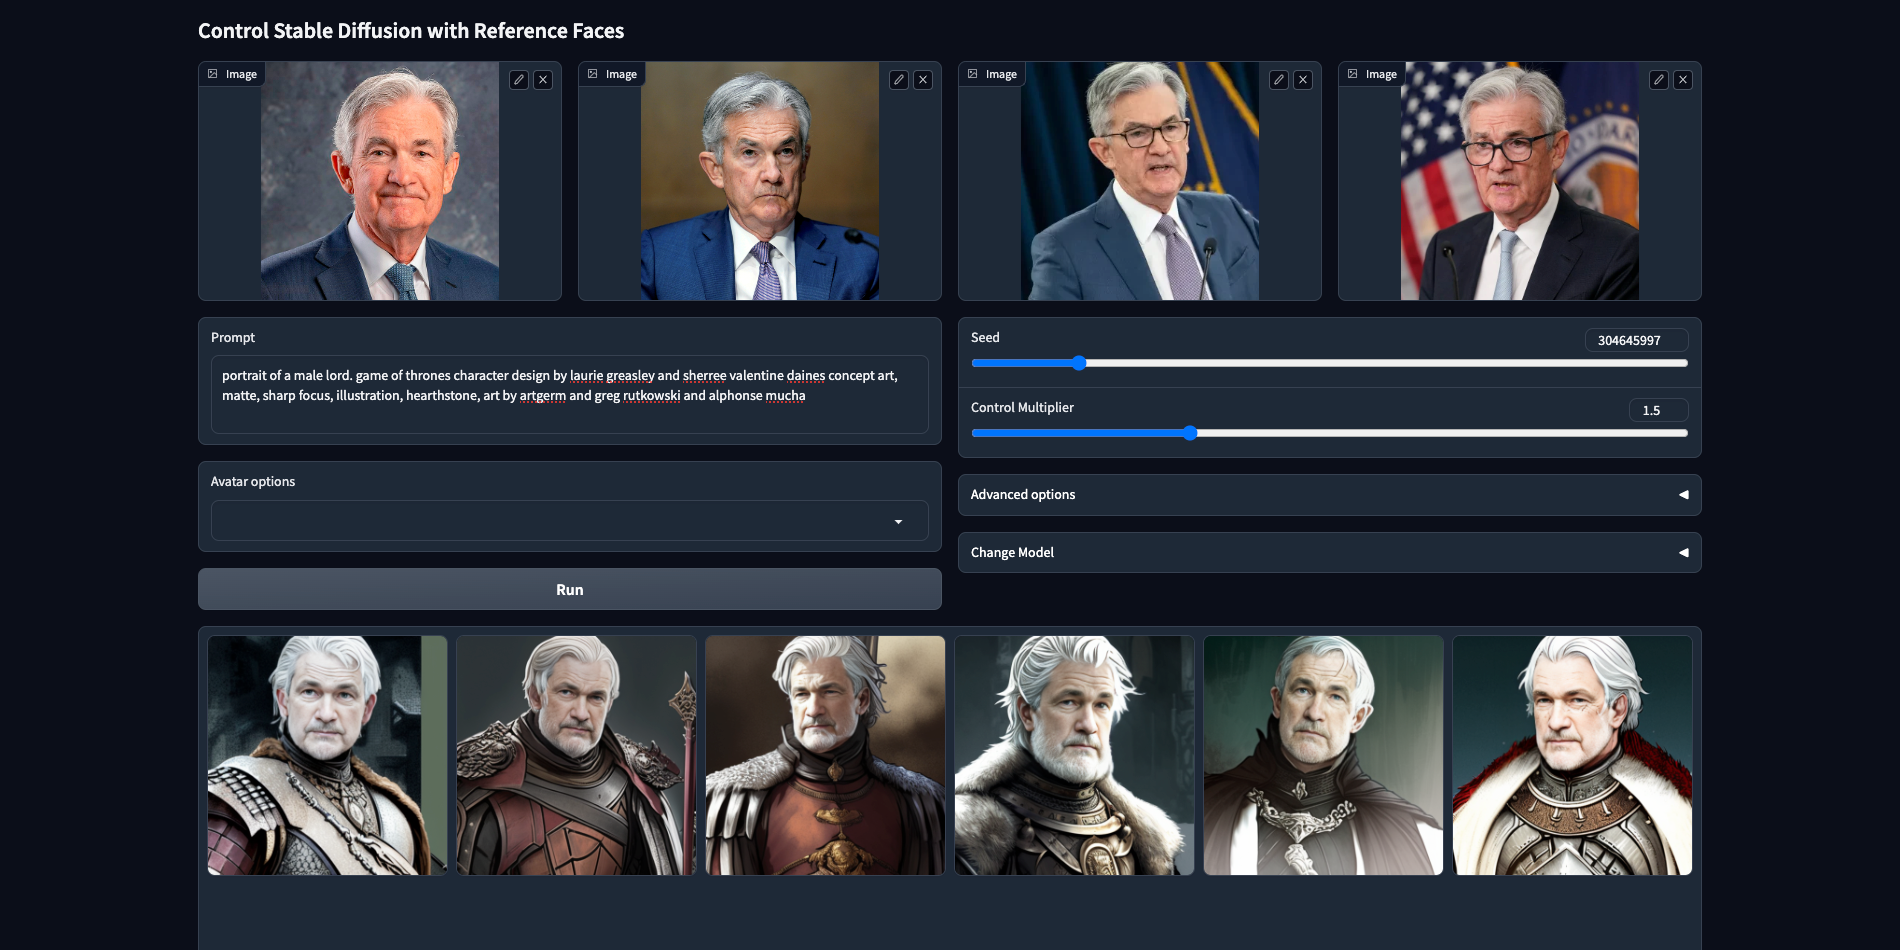 Control Stable Diffusion with Reference Faces
Image
Image
Image
Image
DAR
Prompt
portrait of a male lord. game of thrones character design by laurie greasley and sherree valentine daines concept art,
matte, sharp focus, illustration, hearthstone, art by artgerm and greg rutkowski and alphonse mucha
Seed
304645997
Control Multiplier
1.5
Avatar options
Advanced options
Change Model
Run